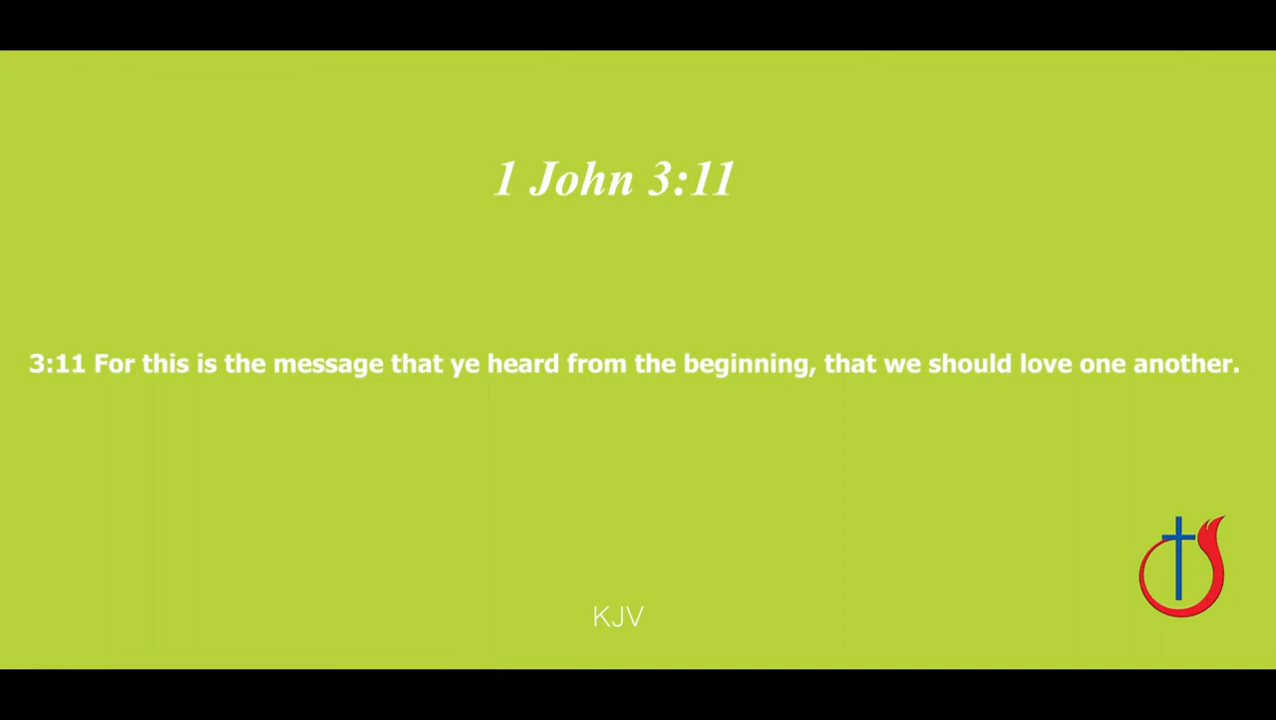 1 John 3:11
3:11 For this is the message that ye heard from the beginning, that we should love one another.
KJV